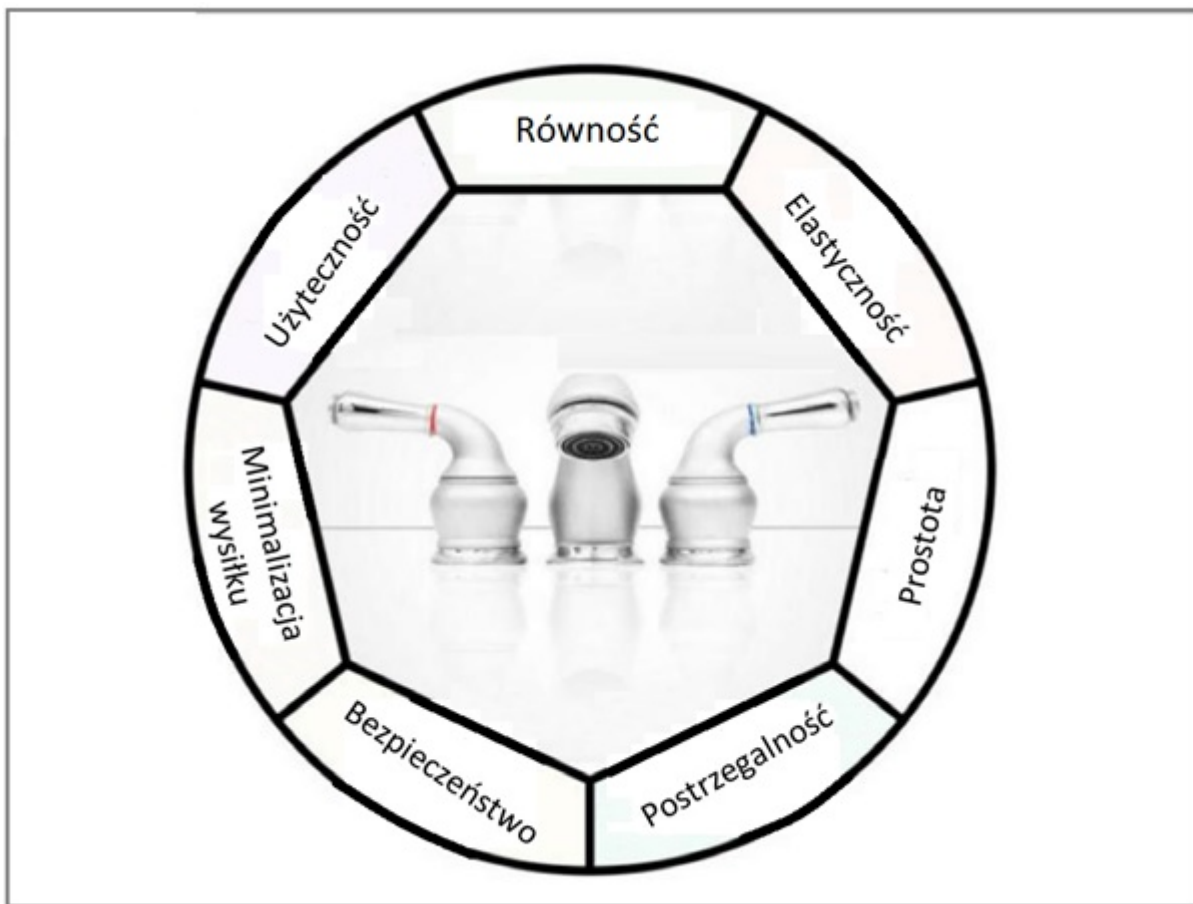 Równość
Elastyczność
Prostota
Postrzegalność
Bezpieczeństwo
Minimalizacja
wysiłku
Użyteczność